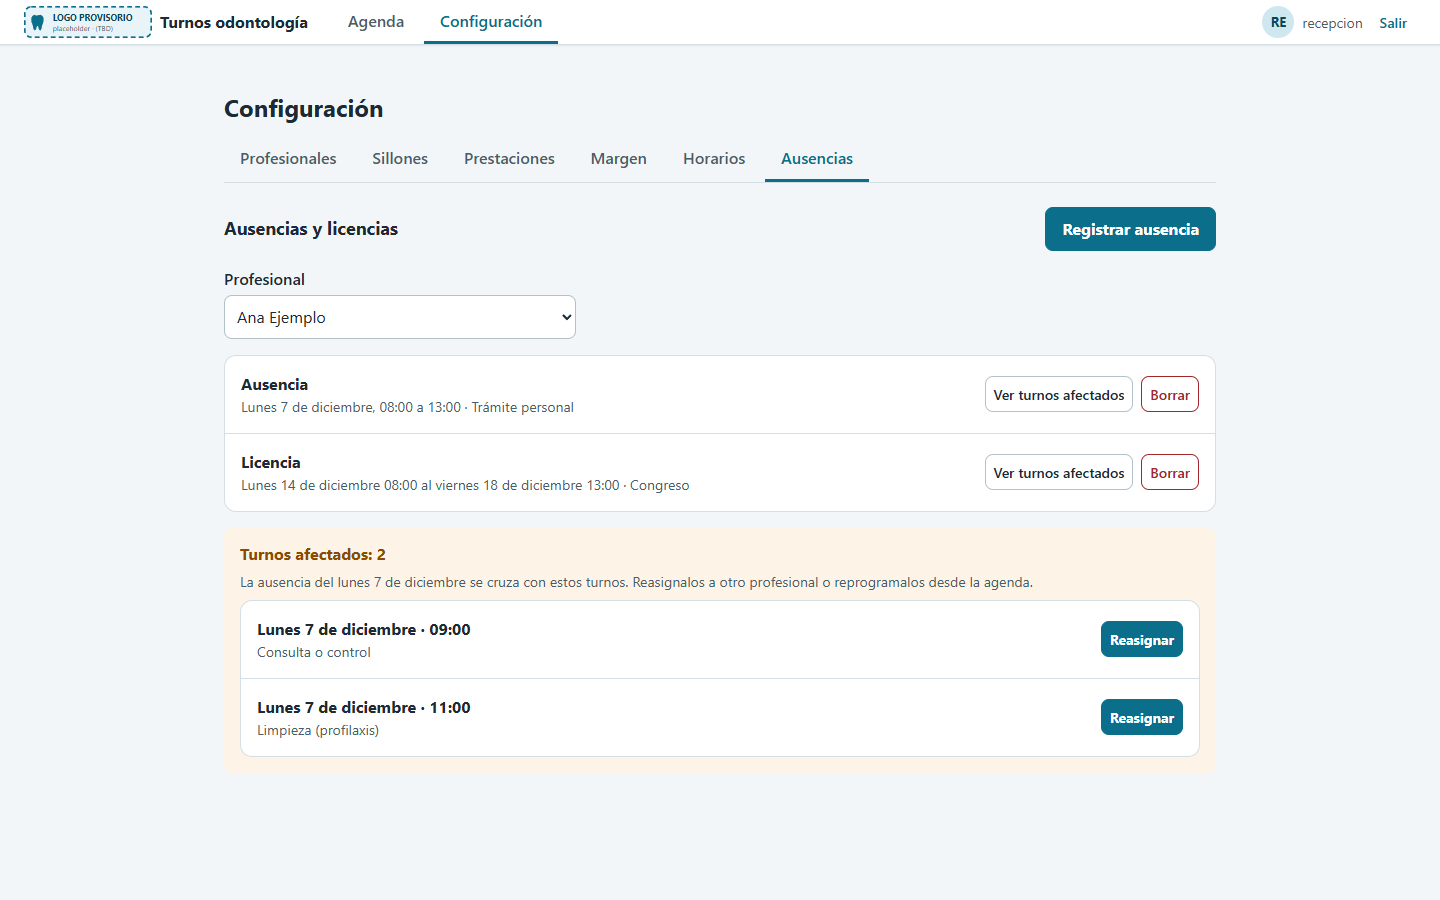 LOGO PROVISORIO
placeholder · (TBD)
Turnos odontología
Agenda
Configuración
RE
recepcion
Salir
Configuración
Profesionales
Sillones
Prestaciones
Margen
Horarios
Ausencias
Ausencias y licencias
Registrar ausencia
Profesional
Ana Ejemplo
Ausencia
Lunes 7 de diciembre, 08:00 a 13:00 · Trámite personal
Ver turnos afectados
Borrar
Licencia
Lunes 14 de diciembre 08:00 al viernes 18 de diciembre 13:00 · Congreso
Ver turnos afectados
Borrar
Turnos afectados: 2
La ausencia del lunes 7 de diciembre se cruza con estos turnos. Reasignalos a otro profesional o reprogramalos desde la agenda.
Lunes 7 de diciembre · 09:00
Consulta o control
Reasignar
Lunes 7 de diciembre · 11:00
Limpieza (profilaxis)
Reasignar